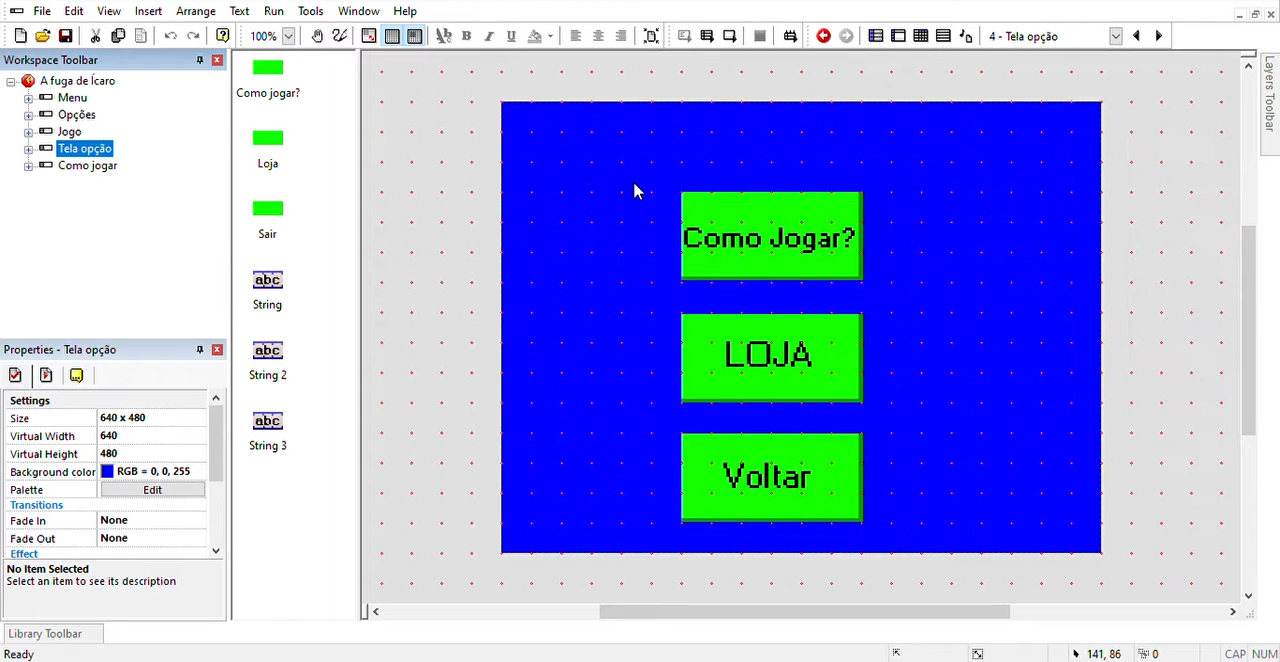 File Edit View Insert Arrange Text Run Tools Window Help
100% B I U 4 - Tela opção
Workspace Toolbar
A fuga de Ícaro
Menu
Opções
Jogo
Tela opção
Como jogar
Properties - Tela opção
Settings
Size 640 x 480
Virtual Width 640
Virtual Height 480
Background color RGB = 0, 0, 255
Palette Edit
Transitions
Fade In None
Fade Out None
Effect
No Item Selected
Select an item to see its description
Library Toolbar
Como jogar?
Loja
Sair
abc
String
abc
String 2
abc
String 3
Como Jogar?
LOJA
Voltar
Layers Toolbar
Ready 141, 86 0 CAP NUM